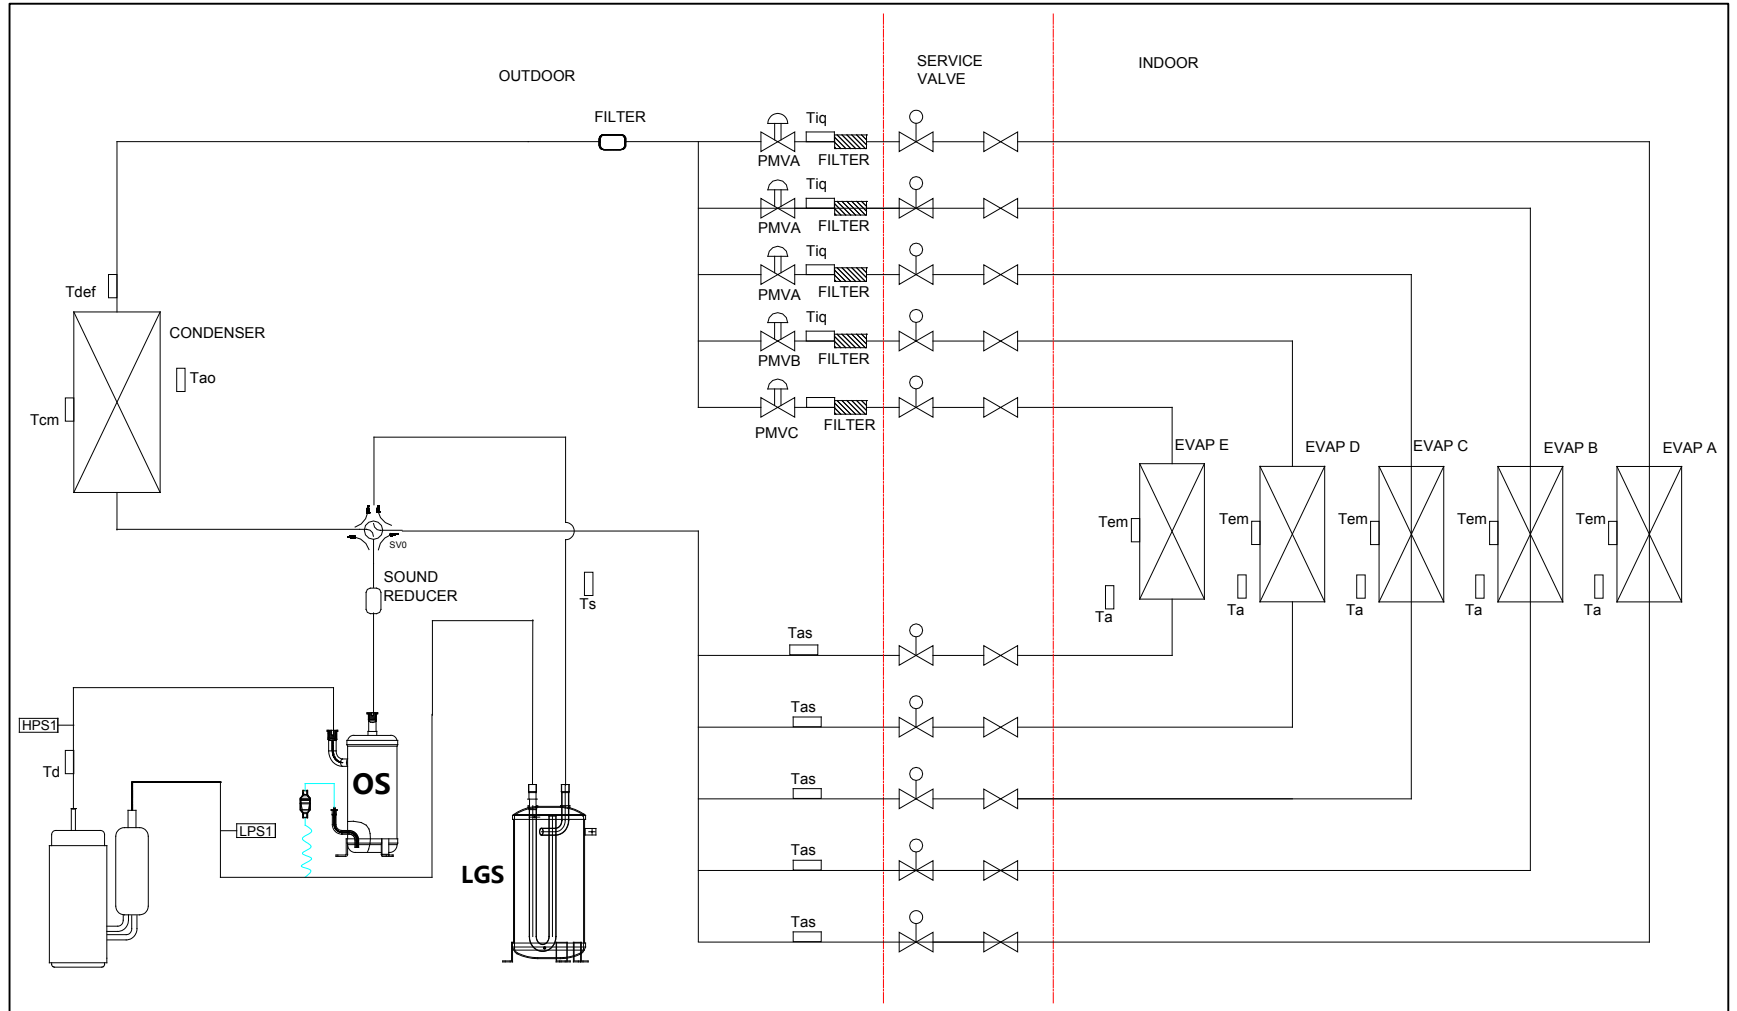 OUTDOOR
SERVICE
VALVE
INDOOR
FILTER
Tiq
PMVA
FILTER
Tiq
PMVA
FILTER
Tiq
PMVA
FILTER
Tiq
PMVB
FILTER
PMVC
FILTER
Tdef
CONDENSER
Tao
Tcm
EVAP E
EVAP D
EVAP C
EVAP B
EVAP A
Tem
Tem
Tem
Tem
Tem
SV0
SOUND
REDUCER
Ts
Ta
Ta
Ta
Ta
Ta
Tas
Tas
Tas
Tas
Tas
HPS1
Td
OS
LPS1
LGS